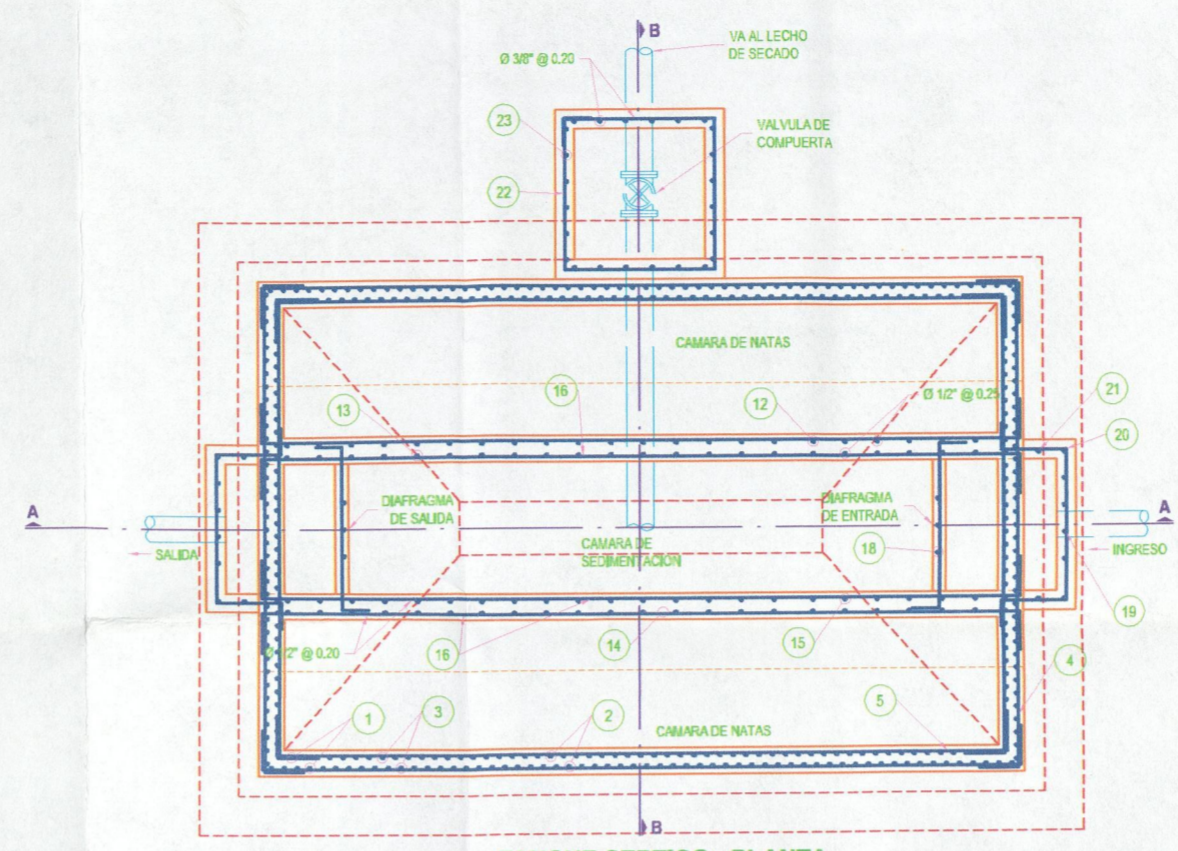 B
VA AL LECHO
DE SECADO
Ø 3/8" @ 0.20
23
VALVULA DE
COMPUERTA
22
CAMARA DE NATAS
13
16
12
Ø 1/2" @ 0.25
21
20
A
DIAFRAGMA
DE SALIDA
DIAFRAGMA
DE ENTRADA
A
SALIDA
CAMARA DE
SEDIMENTACION
18
INGRESO
19
@ 0.20
16
14
15
4
1
3
2
CAMARA DE NATAS
5
B